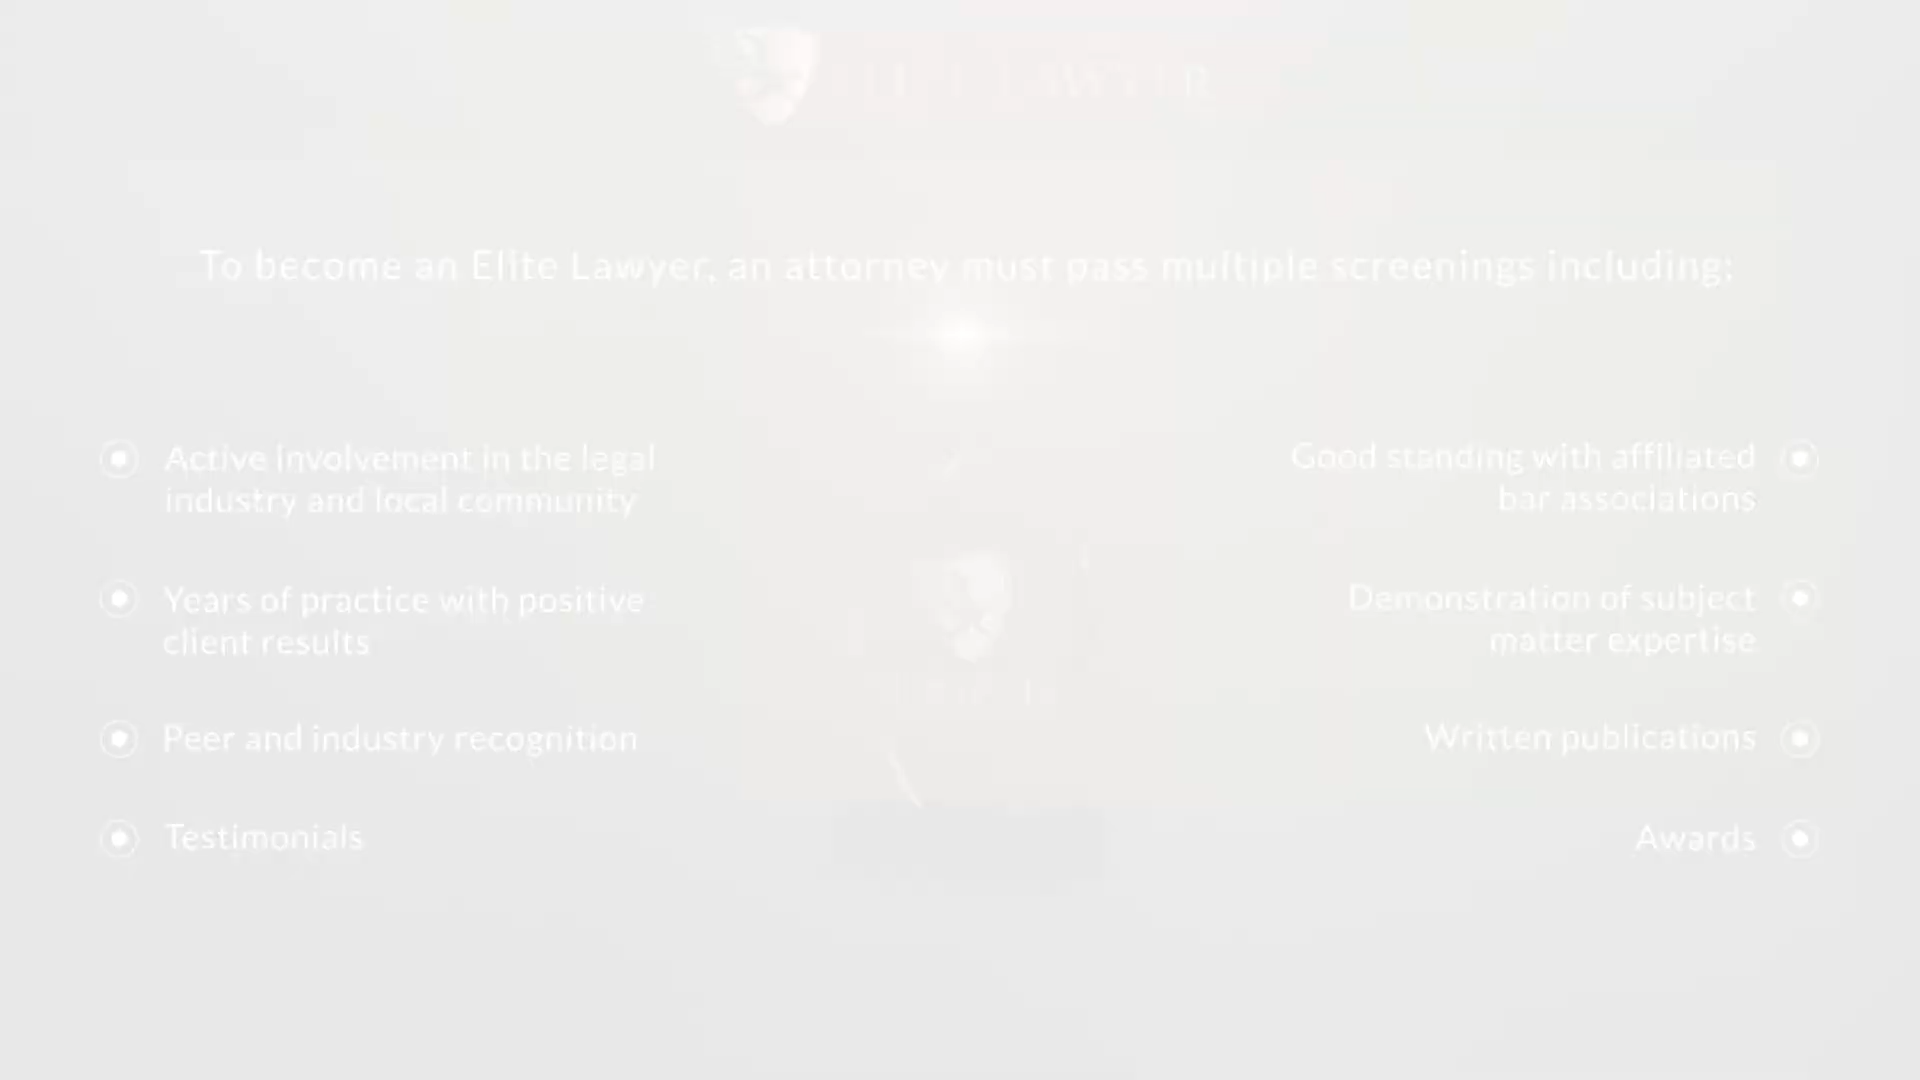 ELITE LAWYER
To become an Elite Lawyer, an attorney must pass multiple screenings including:
Active involvement in the legal
industry and local community
Years of practice with positive
client results
Peer and industry recognition
Testimonials
Good standing with affiliated
bar associations
Demonstration of subject
matter expertise
Written publications
Awards